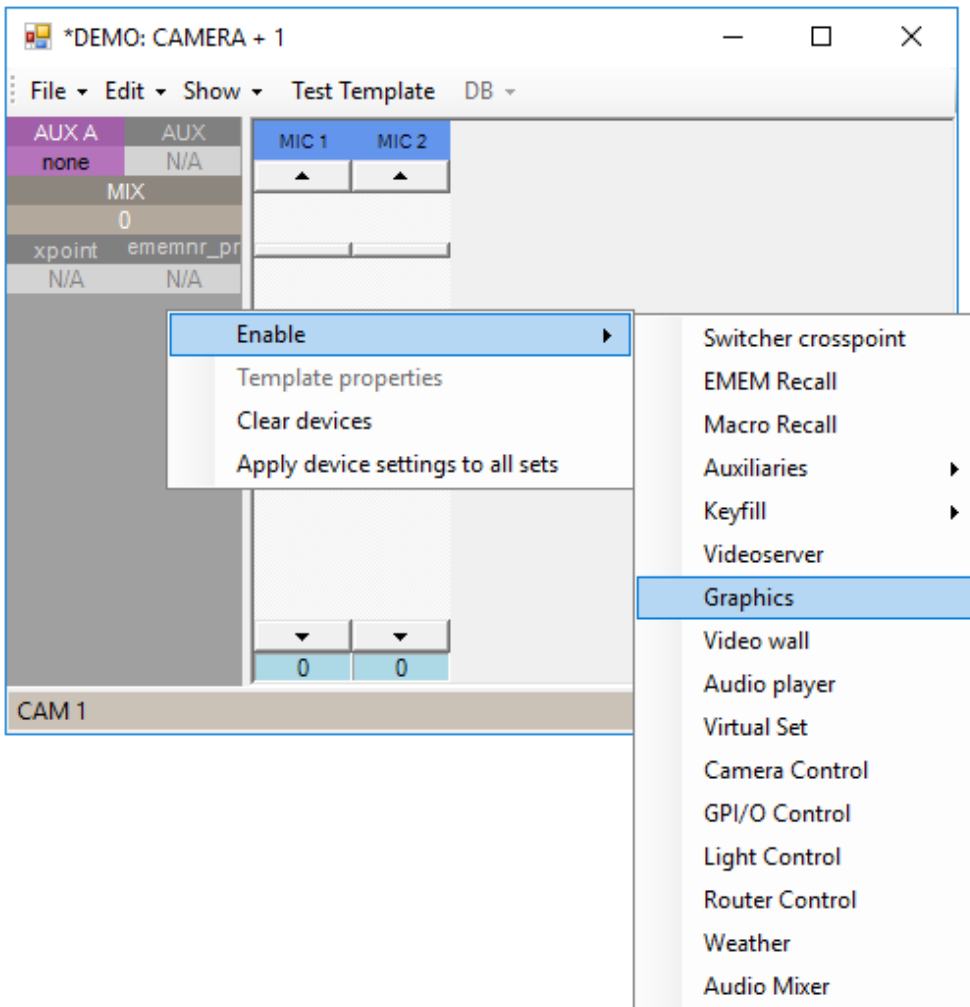 *DEMO: CAMERA + 1
File Edit Show Test Template DB
AUX A AUX
none N/A
MIX
0
xpoint ememnr_pr
N/A N/A
MIC 1 MIC 2
0 0
CAM 1
Enable
Template properties
Clear devices
Apply device settings to all sets
Switcher crosspoint
EMEM Recall
Macro Recall
Auxiliaries
Keyfill
Videoserver
Graphics
Video wall
Audio player
Virtual Set
Camera Control
GPI/O Control
Light Control
Router Control
Weather
Audio Mixer